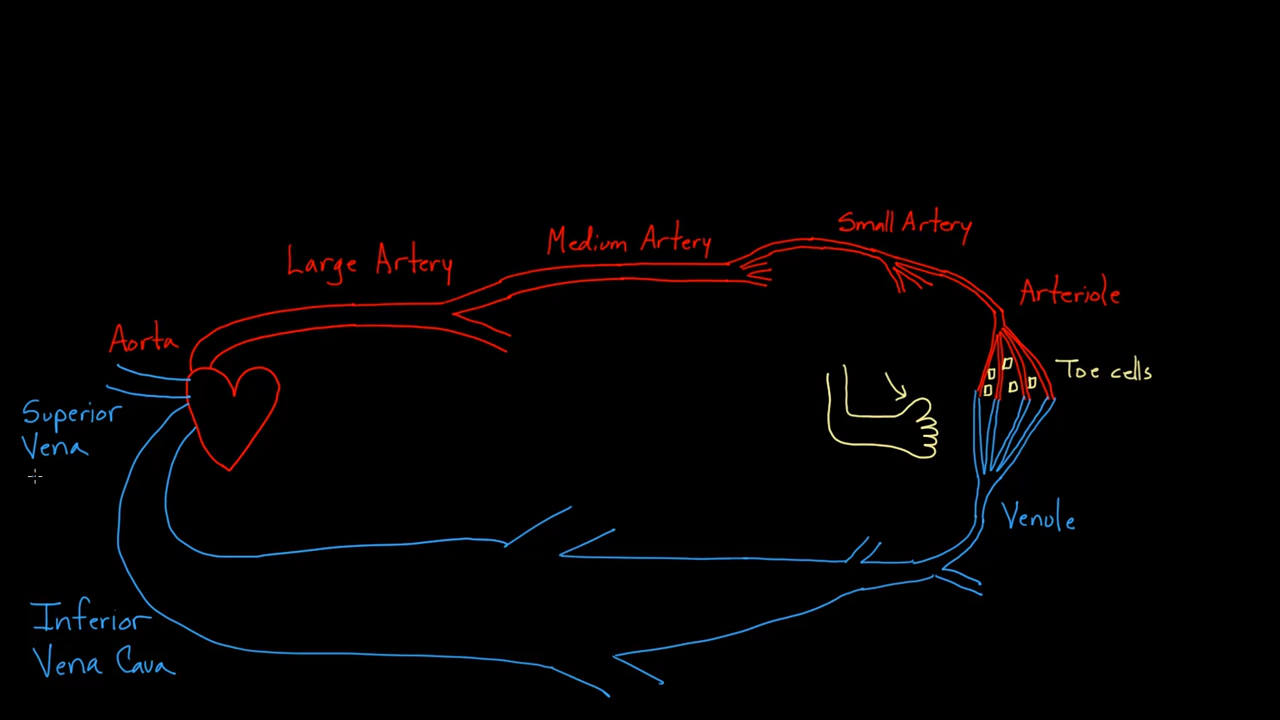 Small Artery
Medium Artery
Large Artery
Arteriole
Aorta
Toe cells
Superior
Vena
Venule
Inferior
Vena Cava